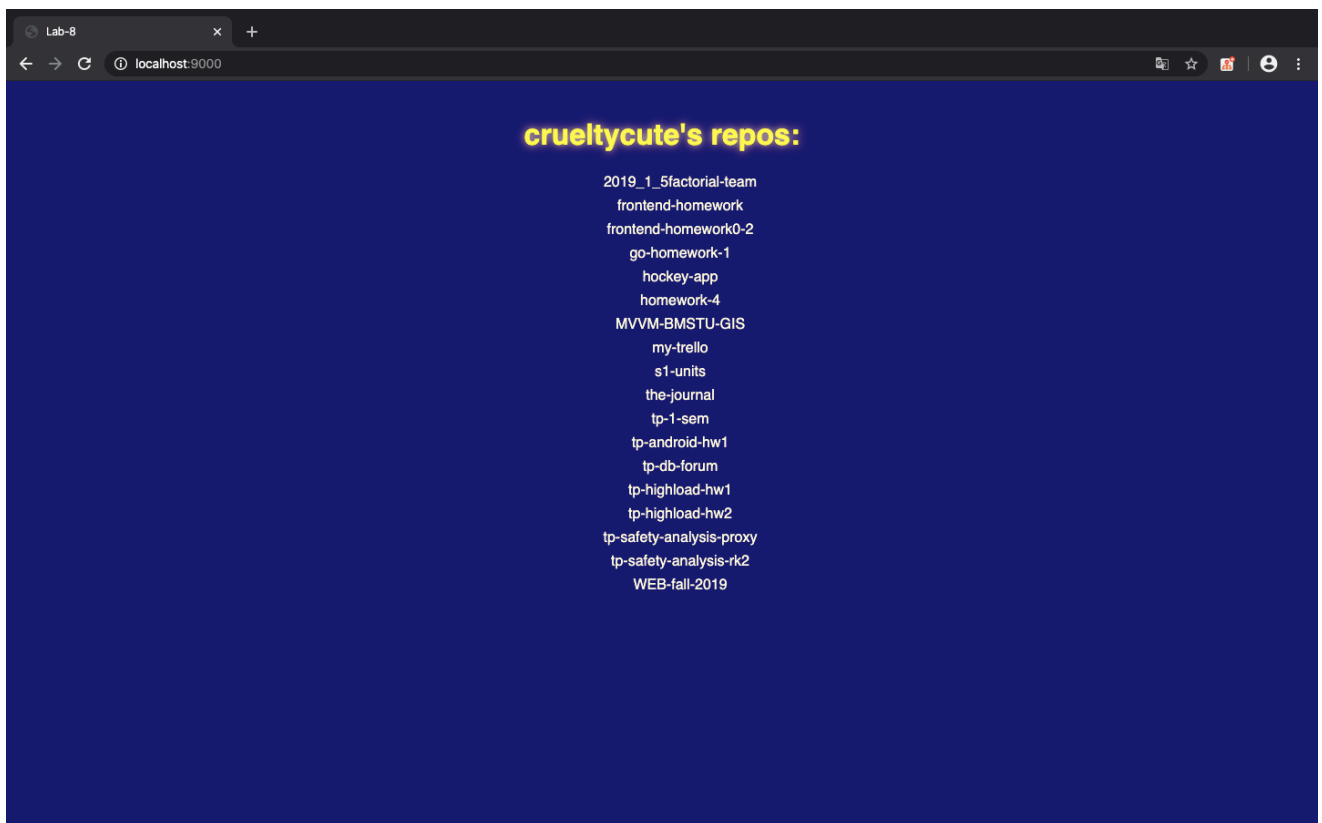 Lab-8
localhost:9000
crueltycute's repos:
2019_1_5factorial-team
frontend-homework
frontend-homework0-2
go-homework-1
hockey-app
homework-4
MVVM-BMSTU-GIS
my-trello
s1-units
the-journal
tp-1-sem
tp-android-hw1
tp-db-forum
tp-highload-hw1
tp-highload-hw2
tp-safety-analysis-proxy
tp-safety-analysis-rk2
WEB-fall-2019